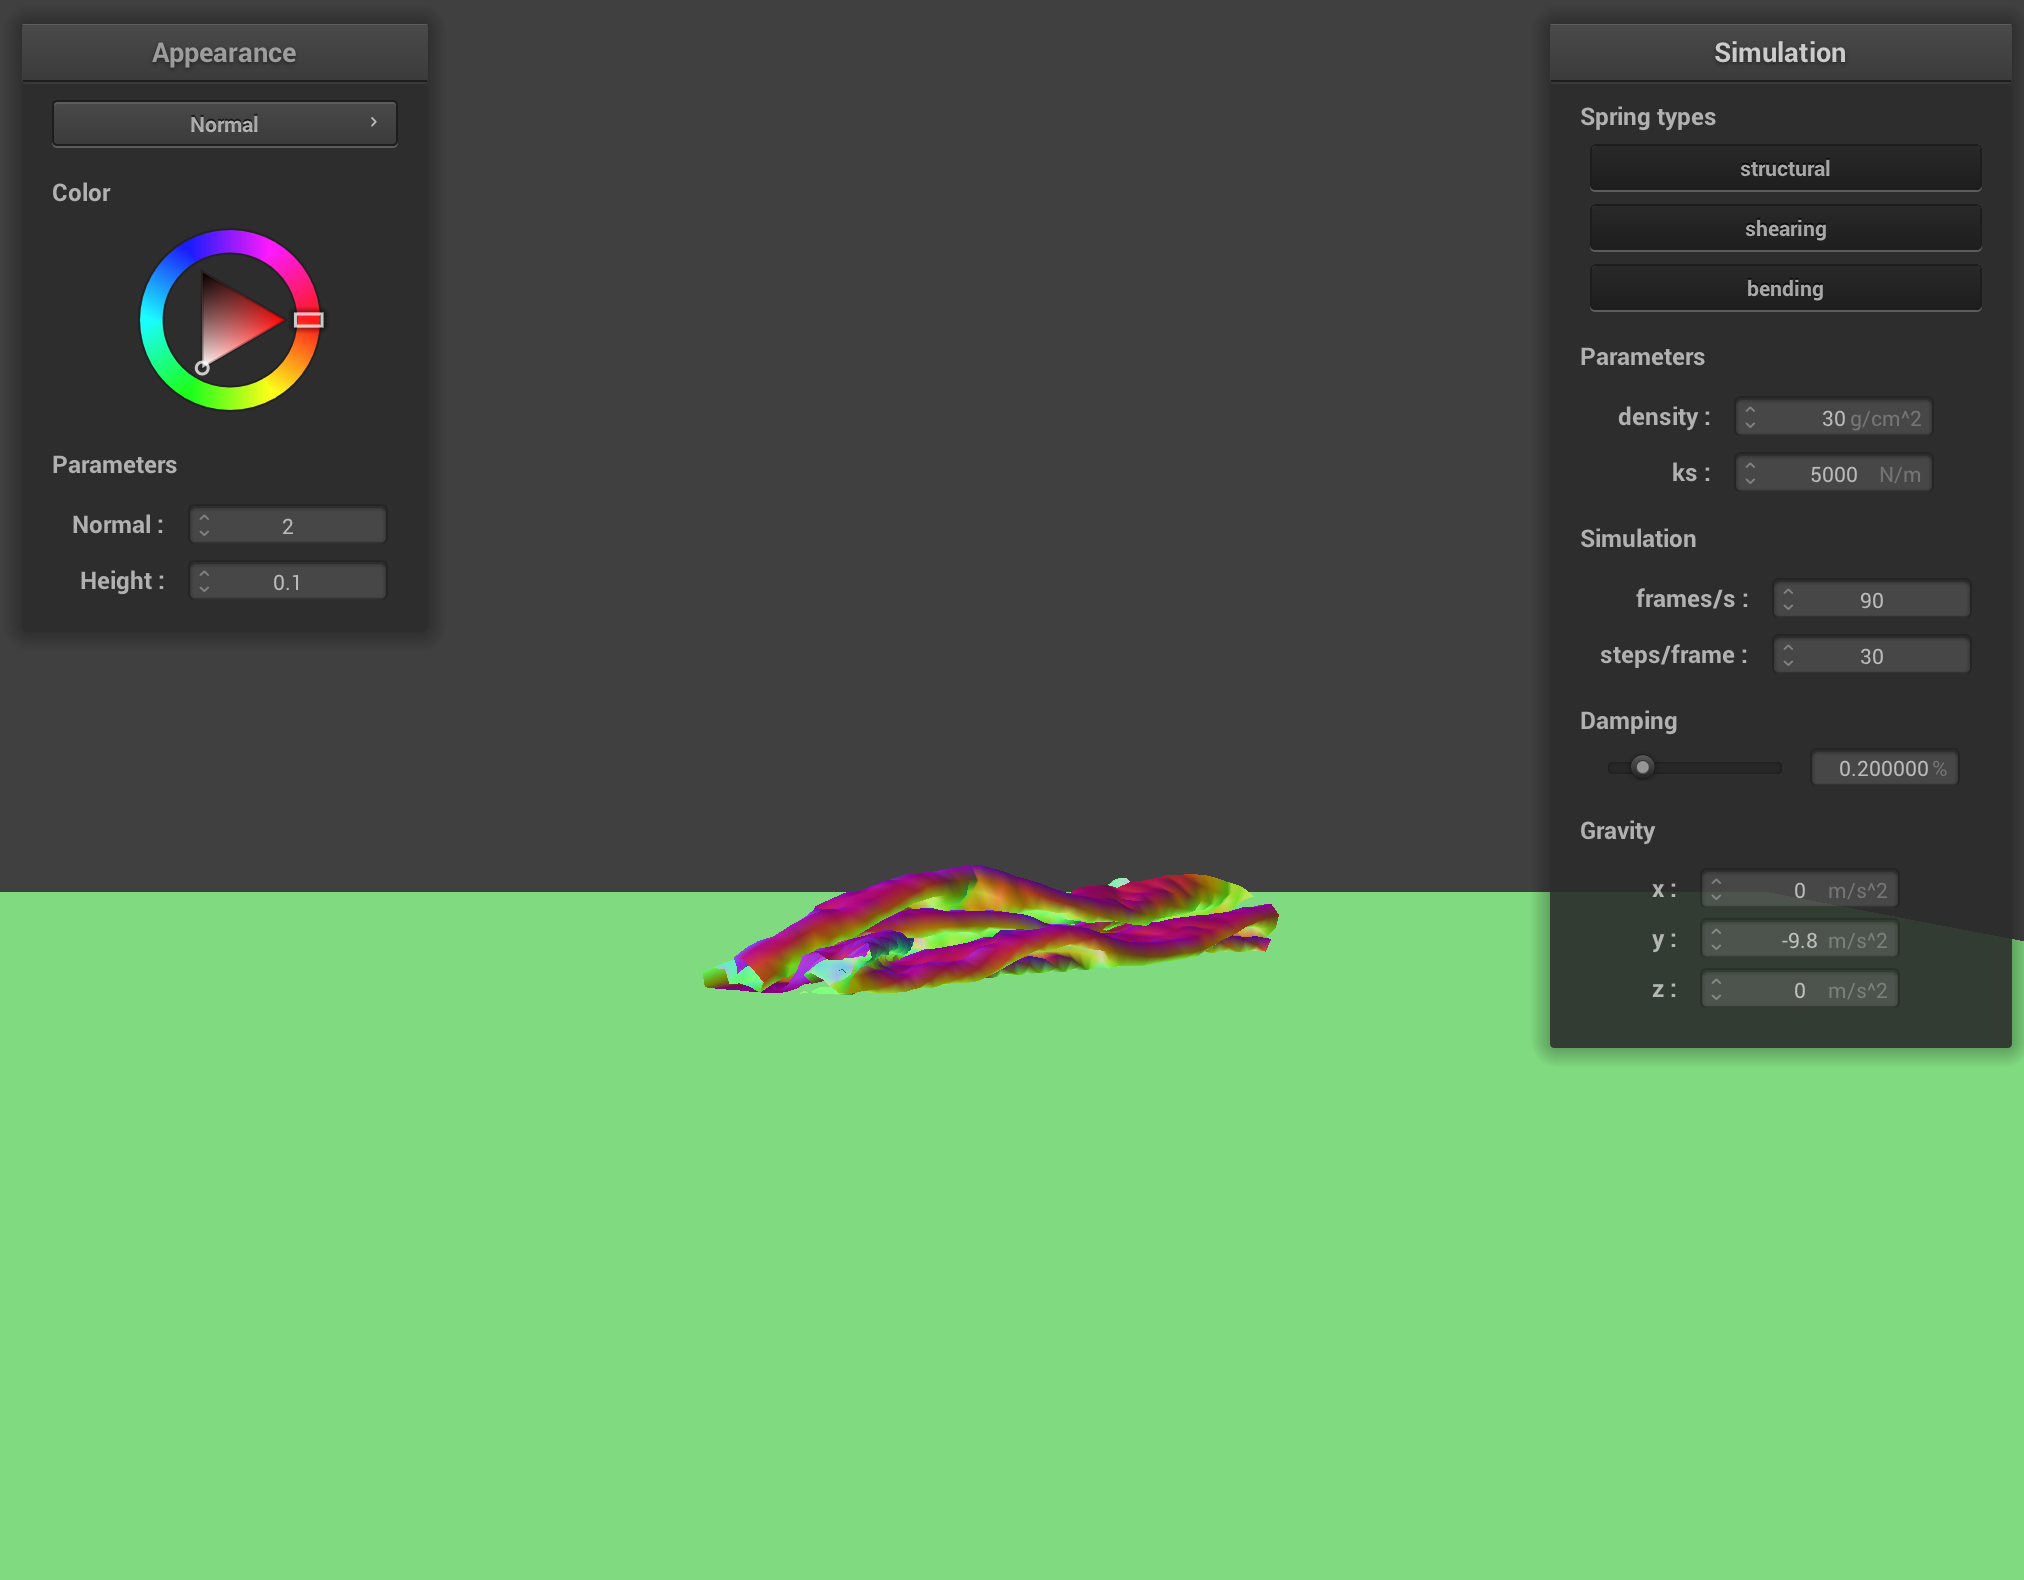 Appearance
Normal
Color
Parameters
Normal :
2
Height :
0.1
Simulation
Spring types
structural
shearing
bending
Parameters
density :
30 g/cm^2
ks :
5000 N/m
Simulation
frames/s :
90
steps/frame :
30
Damping
0.200000 %
Gravity
x :
0 m/s^2
y :
-9.8 m/s^2
z :
0 m/s^2